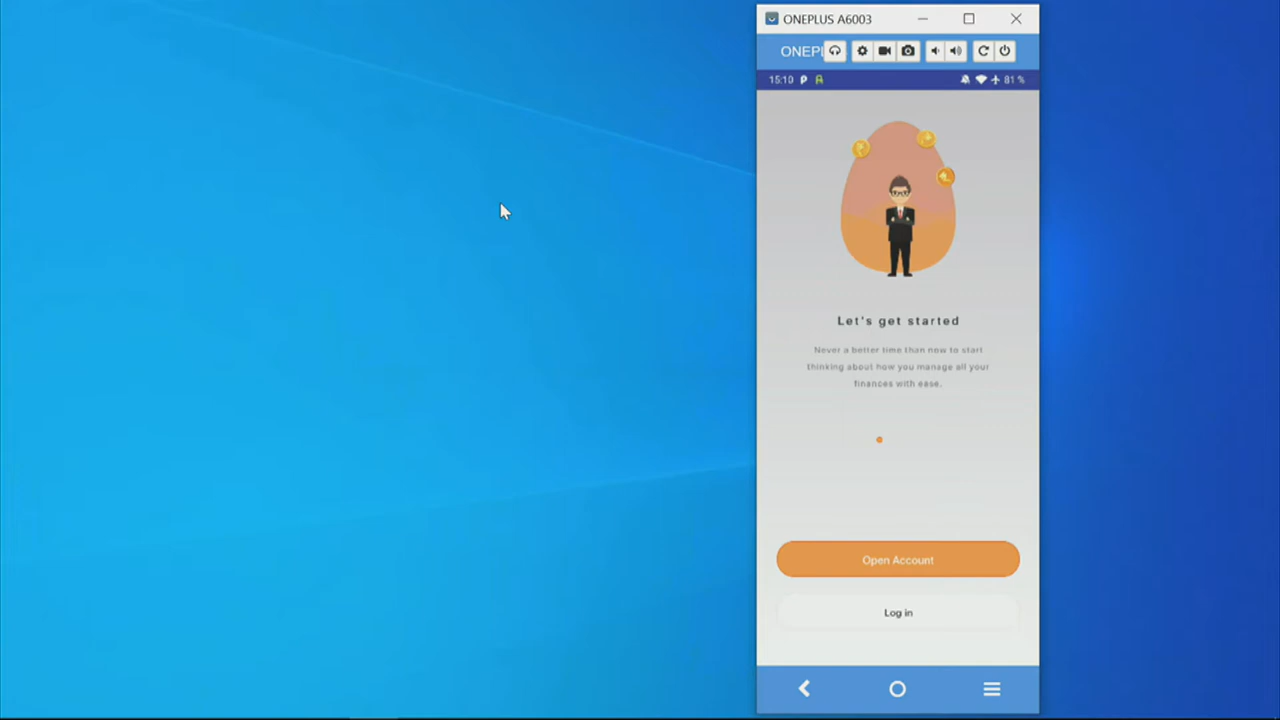 ONEPLUS A6003
ONEPL
15:10
81 %
Let's get started
Never a better time than now to start
thinking about how you manage all your
finances with ease.
Open Account
Log in